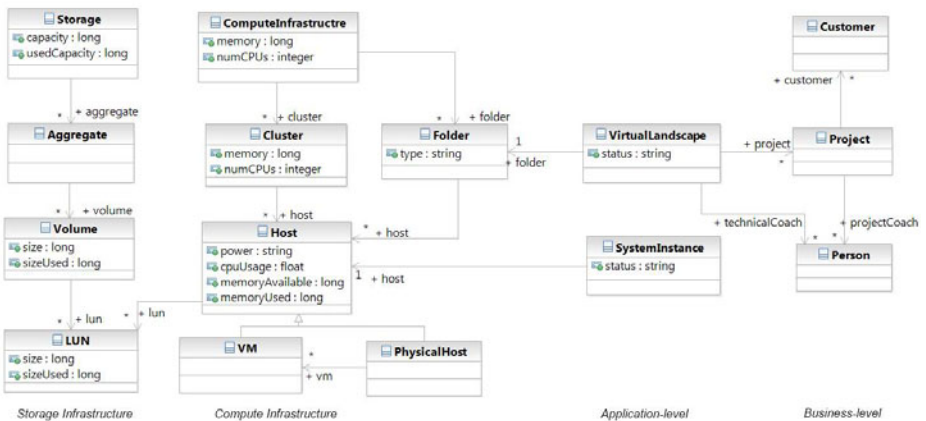 Storage
capacity : long
usedCapacity : long
* + aggregate
Aggregate
* + volume
Volume
size : long
sizeUsed : long
* + lun
LUN
size : long
sizeUsed : long
Storage Infrastructure
ComputeInfrastructre
memory : long
numCPUs : integer
* + cluster
Cluster
memory : long
numCPUs : integer
* + host
Host
power : string
cpuUsage : float
memoryAvailable : long
memoryUsed : long
* + lun
VM
* + vm
PhysicalHost
Compute Infrastructure
* + folder
Folder
type : string
* + host
1
+ folder
VirtualLandscape
status : string
+ project
*
+ technicalCoach
*
SystemInstance
status : string
1 + host
Application-level
Customer
+ customer *
Project
* + projectCoach
Person
Business-level